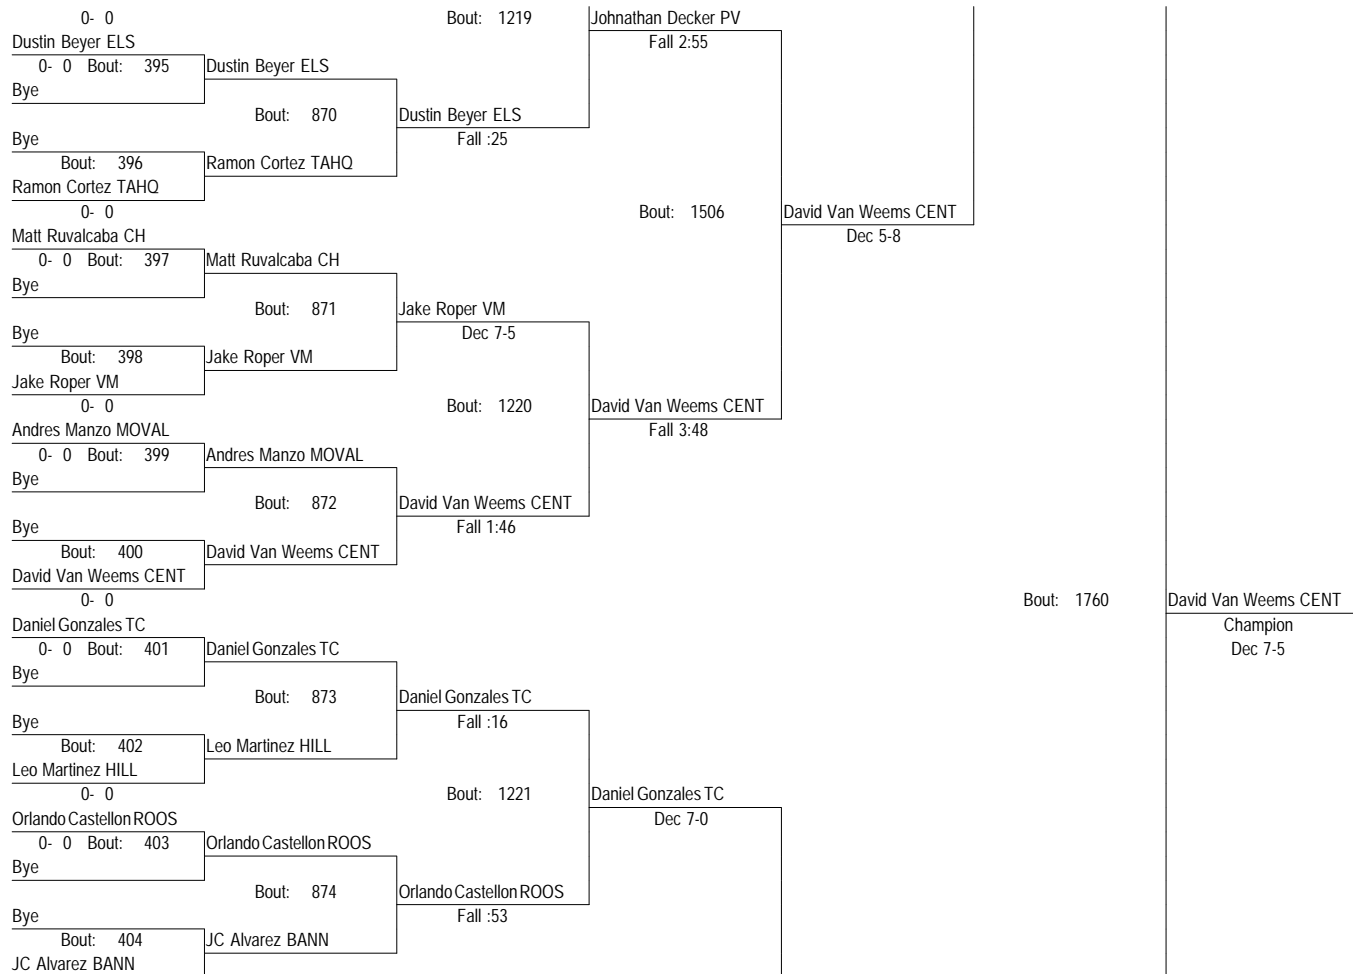 0- 0 Bout: 1219 Johnathan Decker PV
Dustin Beyer ELS Fall 2:55
0- 0 Bout: 395 Dustin Beyer ELS
Bye
Bout: 870 Dustin Beyer ELS
Bye Fall :25
Bout: 396 Ramon Cortez TAHQ
Ramon Cortez TAHQ
0- 0 Bout: 1506 David Van Weems CENT
Matt Ruvalcaba CH Dec 5-8
0- 0 Bout: 397 Matt Ruvalcaba CH
Bye
Bout: 871 Jake Roper VM
Bye Dec 7-5
Bout: 398 Jake Roper VM
Jake Roper VM
0- 0 Bout: 1220 David Van Weems CENT
Andres Manzo MOVAL Fall 3:48
0- 0 Bout: 399 Andres Manzo MOVAL
Bye
Bout: 872 David Van Weems CENT
Bye Fall 1:46
Bout: 400 David Van Weems CENT
David Van Weems CENT
0- 0 Bout: 1760 David Van Weems CENT
Daniel Gonzales TC Champion
0- 0 Bout: 401 Daniel Gonzales TC Dec 7-5
Bye
Bout: 873 Daniel Gonzales TC
Bye Fall :16
Bout: 402 Leo Martinez HILL
Leo Martinez HILL
0- 0 Bout: 1221 Daniel Gonzales TC
Orlando Castellon ROOS Dec 7-0
0- 0 Bout: 403 Orlando Castellon ROOS
Bye
Bout: 874 Orlando Castellon ROOS
Bye Fall :53
Bout: 404 JC Alvarez BANN
JC Alvarez BANN